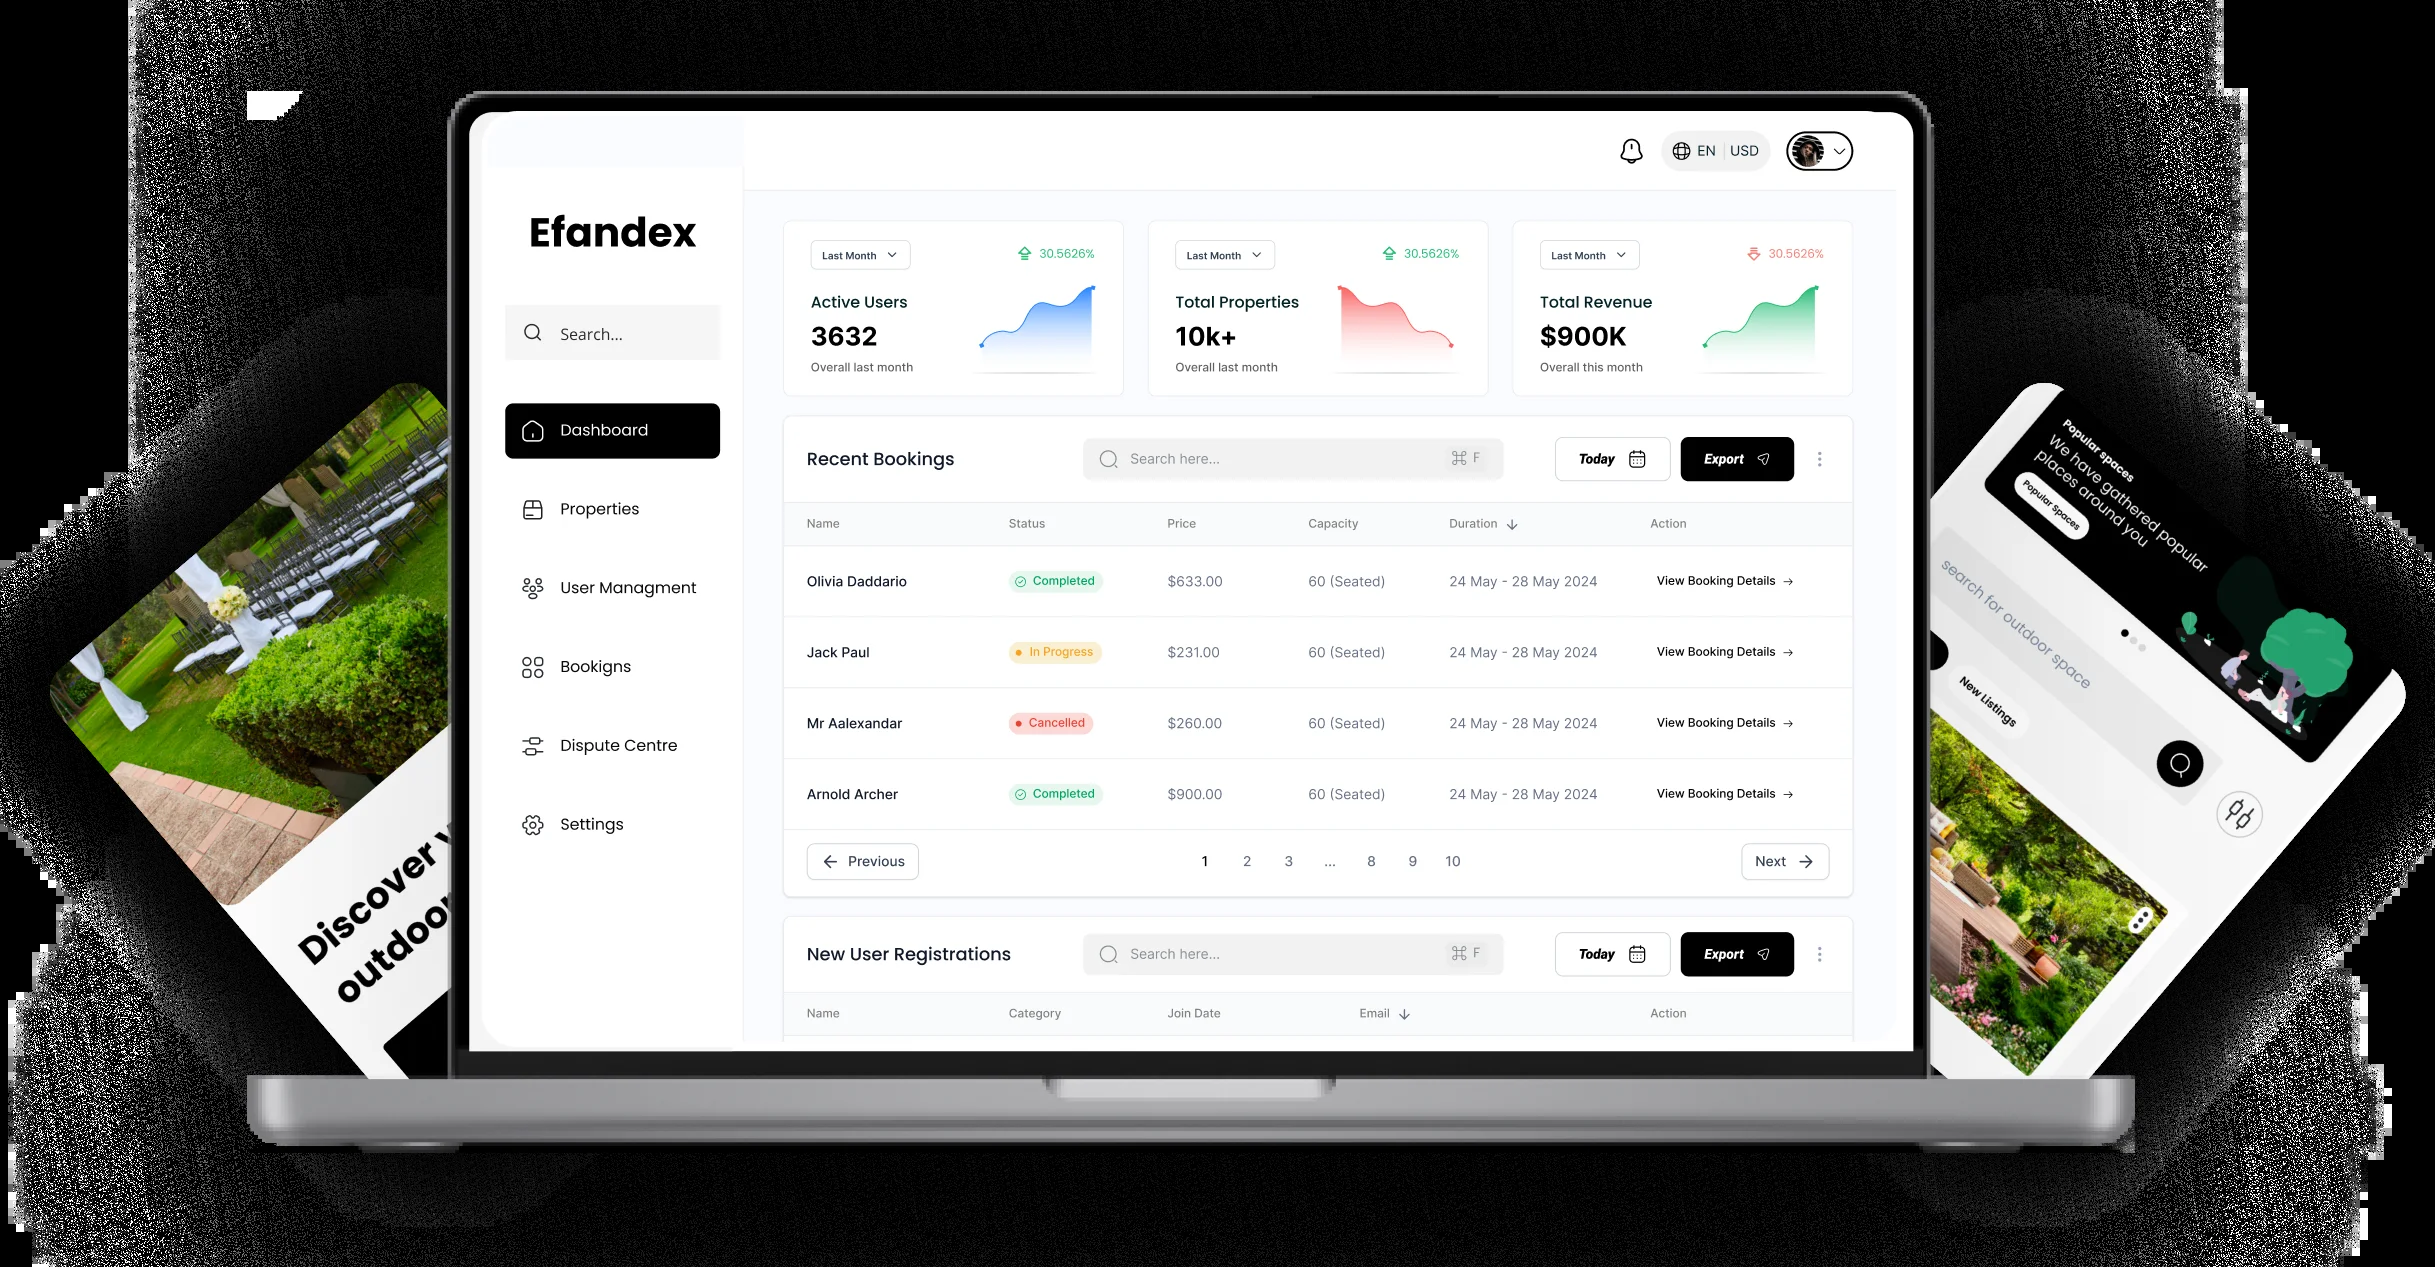 EN USD
Efandex
Search...
Dashboard
Properties
User Managment
Bookigns
Dispute Centre
Settings
Last Month 30.5626%
Active Users
3632
Overall last month
Last Month 30.5626%
Total Properties
10k+
Overall last month
Last Month 30.5626%
Total Revenue
$900K
Overall this month
Recent Bookings Search here... ⌘ F Today Export
Name Status Price Capacity Duration Action
Olivia Daddario Completed $633.00 60 (Seated) 24 May - 28 May 2024 View Booking Details
Jack Paul In Progress $231.00 60 (Seated) 24 May - 28 May 2024 View Booking Details
Mr Aalexandar Cancelled $260.00 60 (Seated) 24 May - 28 May 2024 View Booking Details
Arnold Archer Completed $900.00 60 (Seated) 24 May - 28 May 2024 View Booking Details
Previous 1 2 3 ... 8 9 10 Next
New User Registrations Search here... ⌘ F Today Export
Name Category Join Date Email Action
Discover
outdoor
Popular spaces
We have gathered popular
places around you
Popular Spaces
search for outdoor space
New Listings